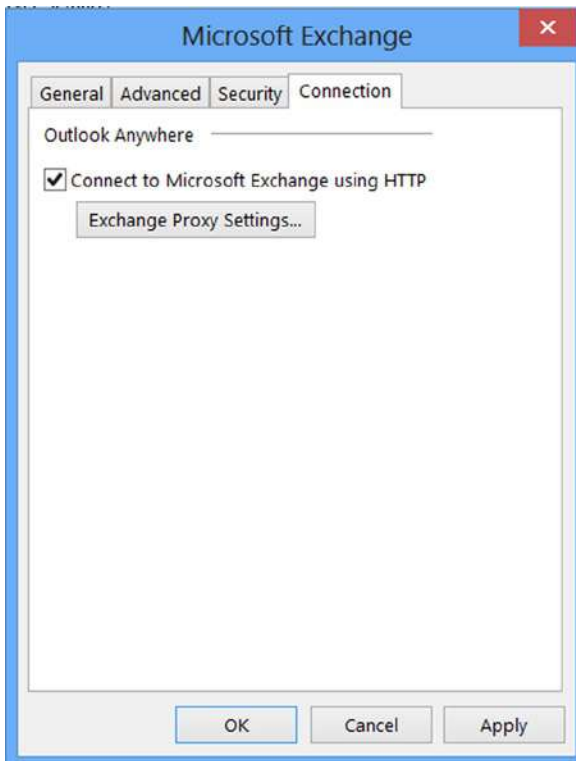 Microsoft Exchange
General Advanced Security Connection
Outlook Anywhere
Connect to Microsoft Exchange using HTTP
Exchange Proxy Settings...
OK Cancel Apply